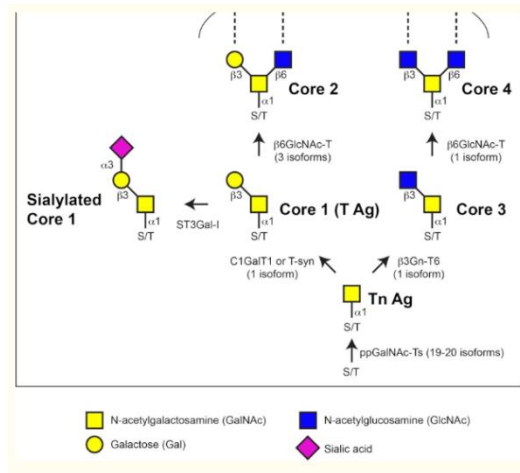 β3
β6
α1
Core 2
S/T
β3
β6
α1
Core 4
S/T
β6GlcNAc-T
(3 isoforms)
β6GlcNAc-T
(1 isoform)
α3
β3
Sialylated
Core 1
α1
S/T
ST3Gal-I
β3
Core 1 (T Ag)
α1
S/T
β3
Core 3
α1
S/T
C1GalT1 or T-syn
(1 isoform)
β3Gn-T6
(1 isoform)
Tn Ag
α1
S/T
ppGalNAc-Ts (19-20 isoforms)
S/T
N-acetylgalactosamine (GalNAc)
N-acetylglucosamine (GlcNAc)
Galactose (Gal)
Sialic acid